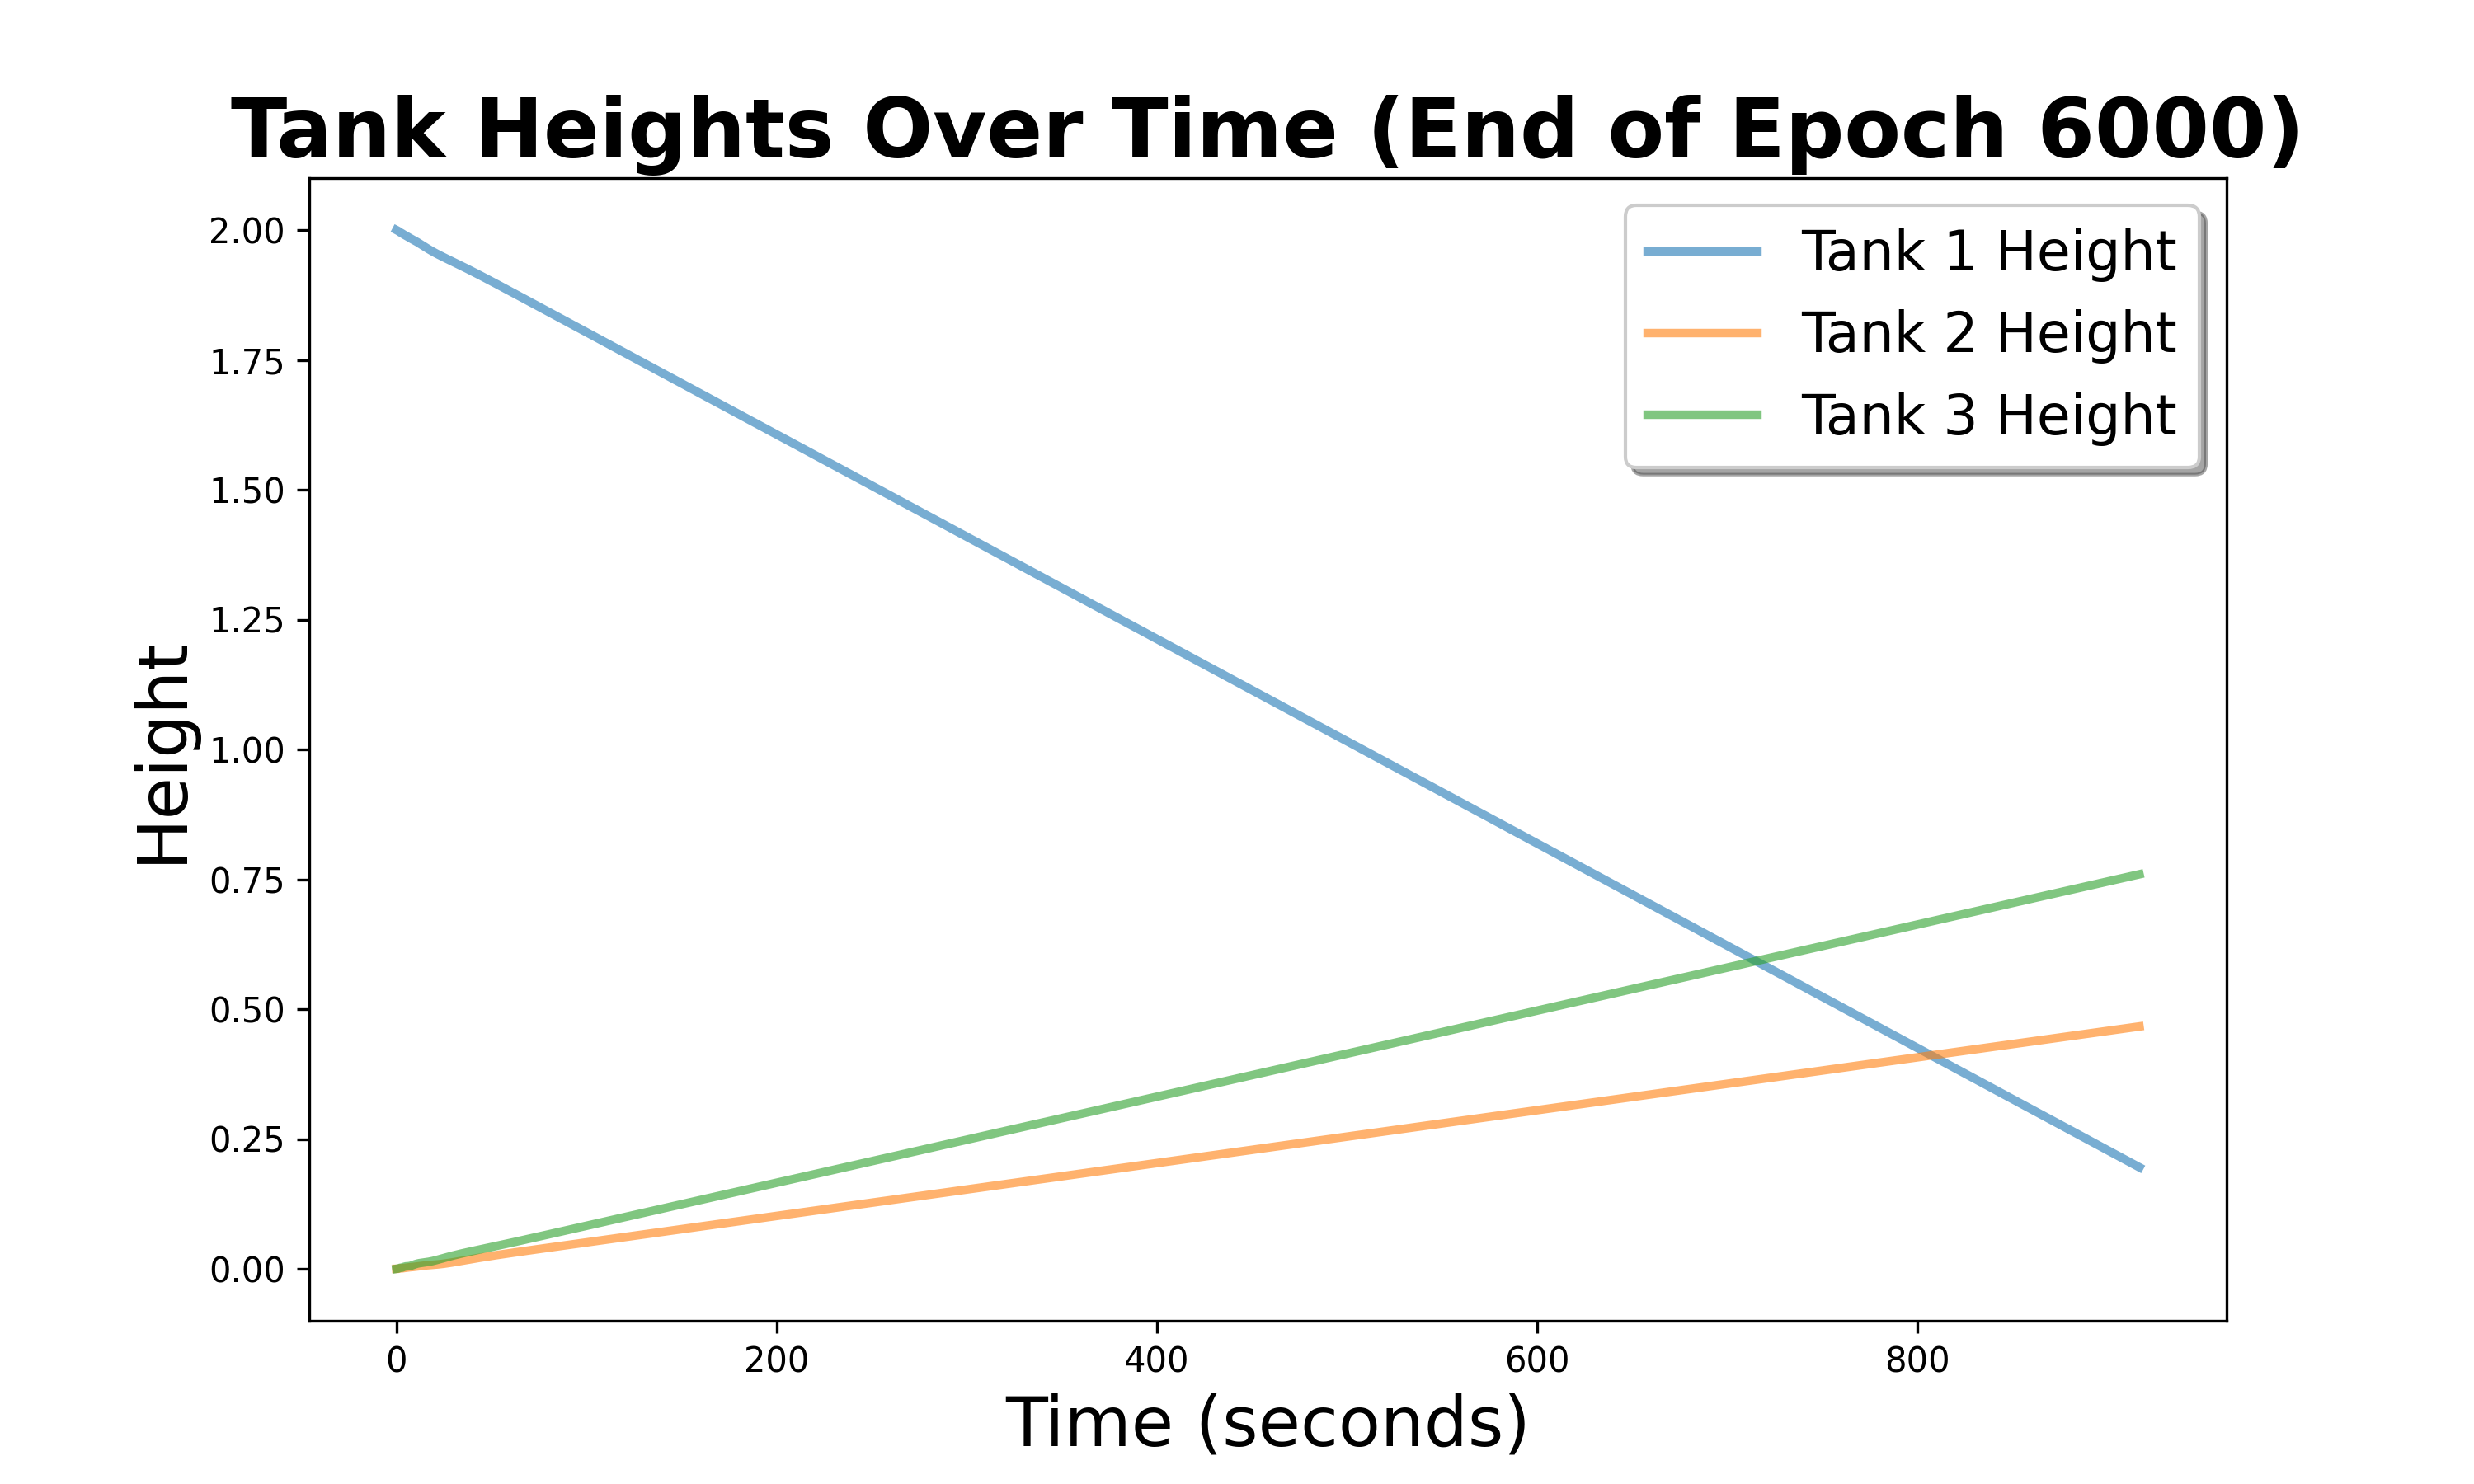 Tank Heights Over Time (End of Epoch 6000)
Tank 1 Height
Tank 2 Height
Tank 3 Height
Height
2.00
1.75
1.50
1.25
1.00
0.75
0.50
0.25
0.00
0 200 400 600 800
Time (seconds)